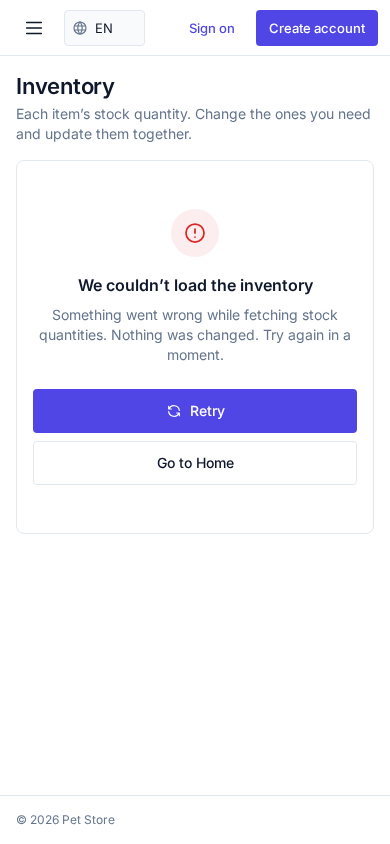 EN
Sign on
Create account
Inventory
Each item’s stock quantity. Change the ones you need
and update them together.
We couldn’t load the inventory
Something went wrong while fetching stock
quantities. Nothing was changed. Try again in a
moment.
Retry
Go to Home
© 2026 Pet Store